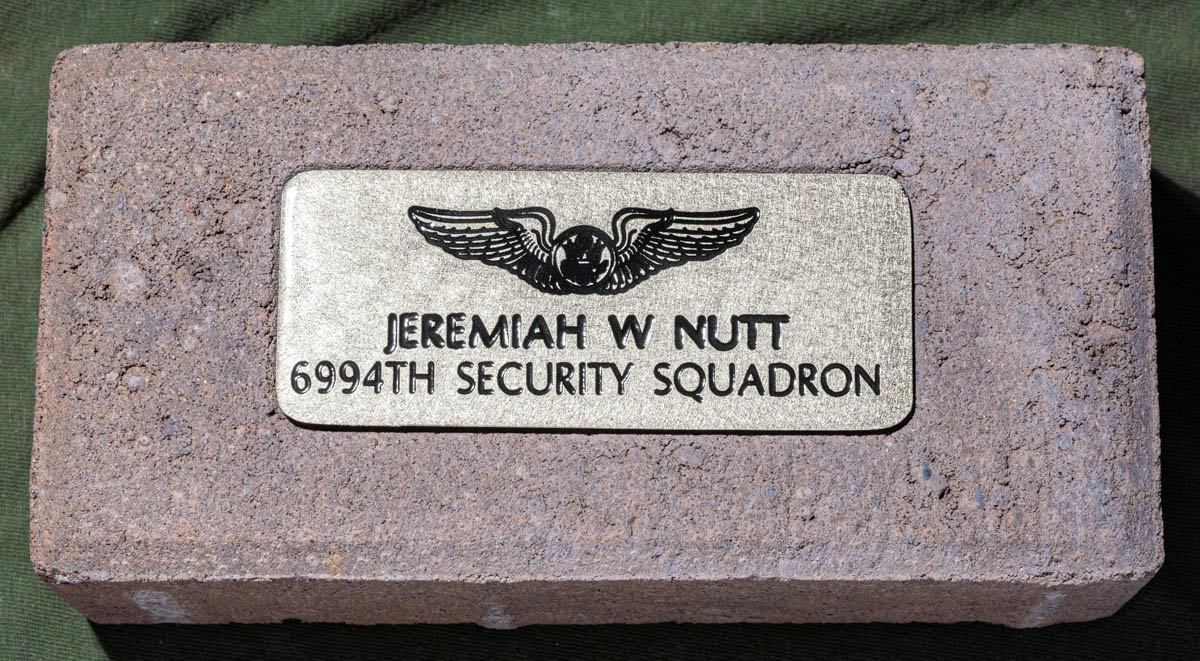 JEREMIAH W NUTT
6994TH SECURITY SQUADRON